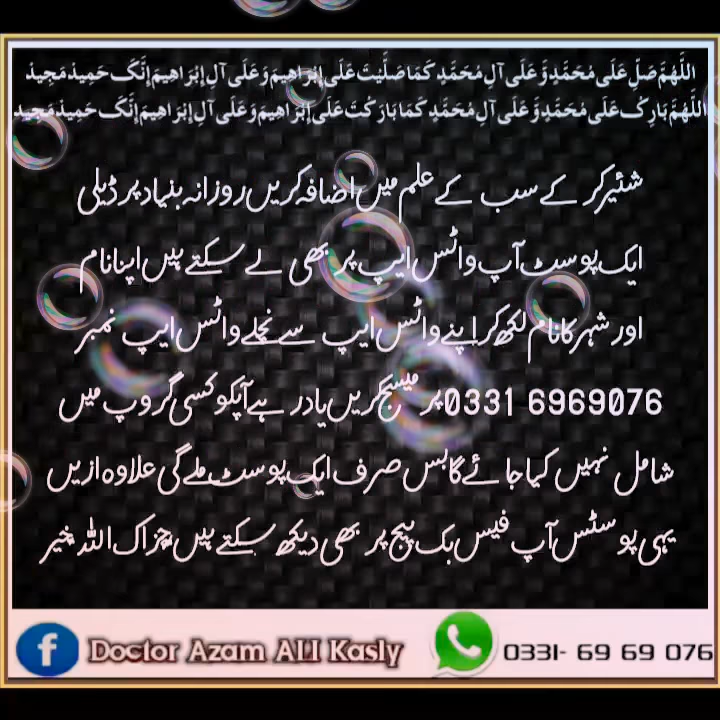 اللَّهُمَّ صَلِّ عَلَى مُحَمَّدٍ وَّعَلَى آلِ مُحَمَّدٍ كَمَا صَلَّيْتَ عَلَى إِبْرَاهِيمَ وَعَلَى آلِ إِبْرَاهِيمَ إِنَّكَ حَمِيدٌ مَجِيدٌ
اللَّهُمَّ بَارِكْ عَلَى مُحَمَّدٍ وَّعَلَى آلِ مُحَمَّدٍ كَمَا بَارَكْتَ عَلَى إِبْرَاهِيمَ وَعَلَى آلِ إِبْرَاهِيمَ إِنَّكَ حَمِيدٌ مَجِيدٌ
شئیر کر کے سب کے علم میں اضافہ کریں روزانہ بنیاد پر ڈیلی
ایک پوسٹ آپ واٹس ایپ پر بھی لے سکتے ہیں اپنا نام
اور شہر کا نام لکھ کر اپنے واٹس ایپ سے نچلے واٹس ایپ نمبر
0331 6969076 پر میسج کریں یاد رہے آپکو کسی گروپ میں
شامل نہیں کیا جائے گا بس صرف ایک پوسٹ ملے گی علاوہ ازیں
یہی پوسٹس آپ فیس بک پیج پر بھی دیکھ سکتے ہیں جزاک اللہ خیر
Doctor Azam ALI Kasly 0331- 69 69 076